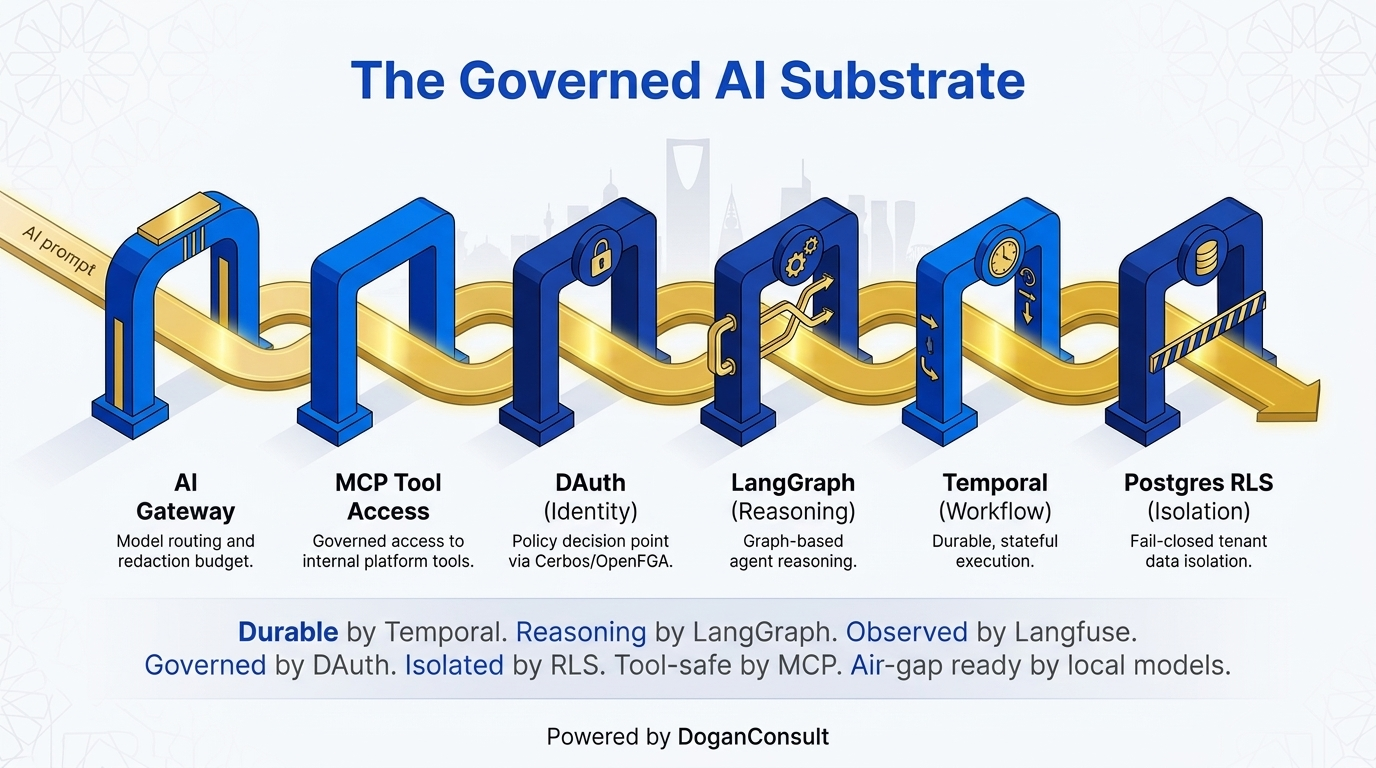 The Governed AI Substrate
AI prompt
AI
Gateway
Model routing and
redaction budget.
MCP Tool
Access
Governed access to
internal platform tools.
DAuth
(Identity)
Policy decision point
via Cerbos/OpenFGA.
LangGraph
(Reasoning)
Graph-based
agent reasoning.
Temporal
(Workflow)
Durable, stateful
execution.
Postgres RLS
(Isolation)
Fail-closed tenant
data isolation.
Durable by Temporal. Reasoning by LangGraph. Observed by Langfuse.
Governed by DAuth. Isolated by RLS. Tool-safe by MCP. Air-gap ready by local models.
Powered by DoganConsult